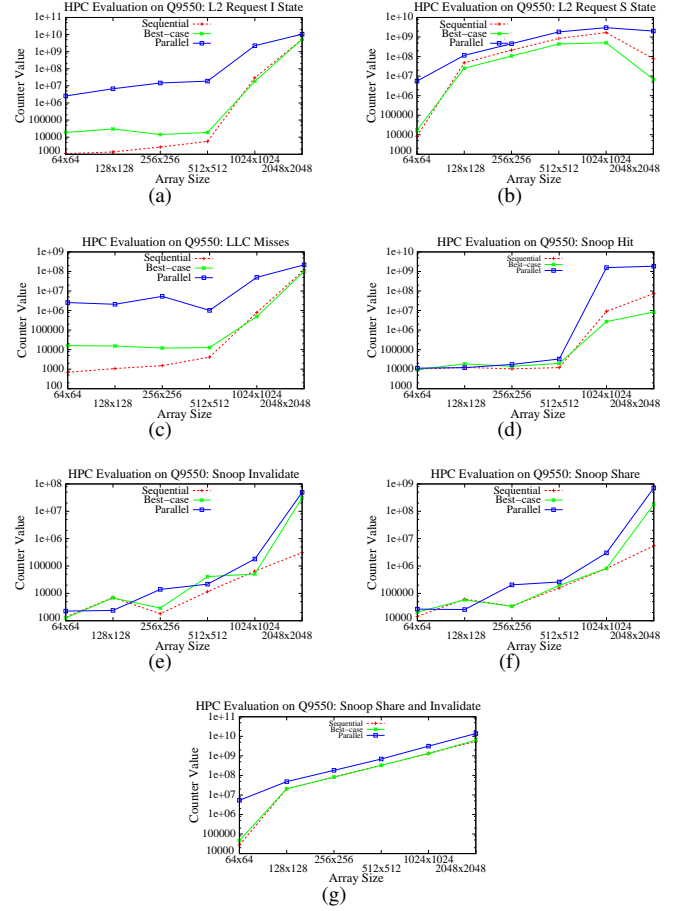 HPC Evaluation on Q9550: L2 Request I State
Sequential
Best-case
Parallel
1e+11
1e+10
1e+09
1e+08
1e+07
1e+06
100000
10000
1000
Counter Value
64x64
128x128
256x256
512x512
1024x1024
2048x2048
Array Size
(a)
HPC Evaluation on Q9550: L2 Request S State
Sequential
Best-case
Parallel
1e+10
1e+09
1e+08
1e+07
1e+06
100000
10000
1000
Counter Value
64x64
128x128
256x256
512x512
1024x1024
2048x2048
Array Size
(b)
HPC Evaluation on Q9550: LLC Misses
Sequential
Best-case
Parallel
1e+09
1e+08
1e+07
1e+06
100000
10000
1000
100
Counter Value
64x64
128x128
256x256
512x512
1024x1024
2048x2048
Array Size
(c)
HPC Evaluation on Q9550: Snoop Hit
Sequential
Best-case
Parallel
1e+10
1e+09
1e+08
1e+07
1e+06
100000
10000
1000
Counter Value
64x64
128x128
256x256
512x512
1024x1024
2048x2048
Array Size
(d)
HPC Evaluation on Q9550: Snoop Invalidate
Sequential
Best-case
Parallel
1e+08
1e+07
1e+06
100000
10000
1000
Counter Value
64x64
128x128
256x256
512x512
1024x1024
2048x2048
Array Size
(e)
HPC Evaluation on Q9550: Snoop Share
Sequential
Best-case
Parallel
1e+09
1e+08
1e+07
1e+06
100000
10000
1000
Counter Value
64x64
128x128
256x256
512x512
1024x1024
2048x2048
Array Size
(f)
HPC Evaluation on Q9550: Snoop Share and Invalidate
Sequential
Best-case
Parallel
1e+11
1e+10
1e+09
1e+08
1e+07
1e+06
100000
10000
Counter Value
64x64
128x128
256x256
512x512
1024x1024
2048x2048
Array Size
(g)